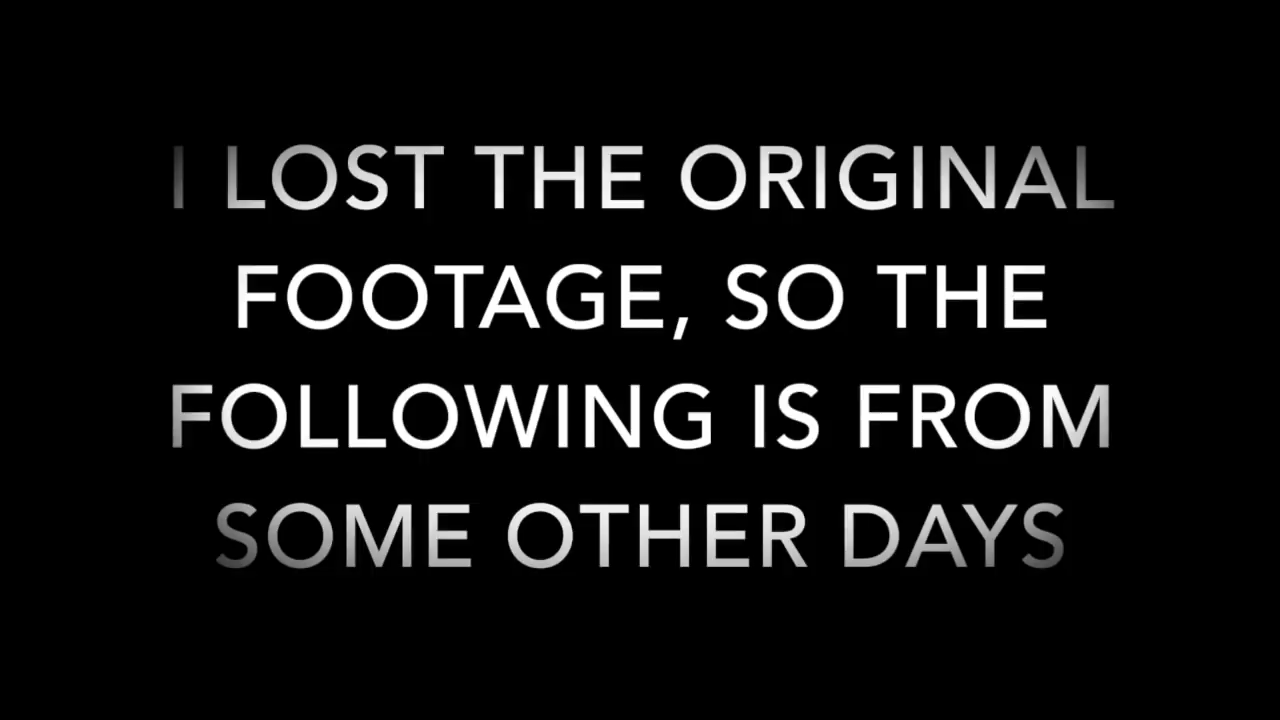 I LOST THE ORIGINAL
FOOTAGE, SO THE
FOLLOWING IS FROM
SOME OTHER DAYS